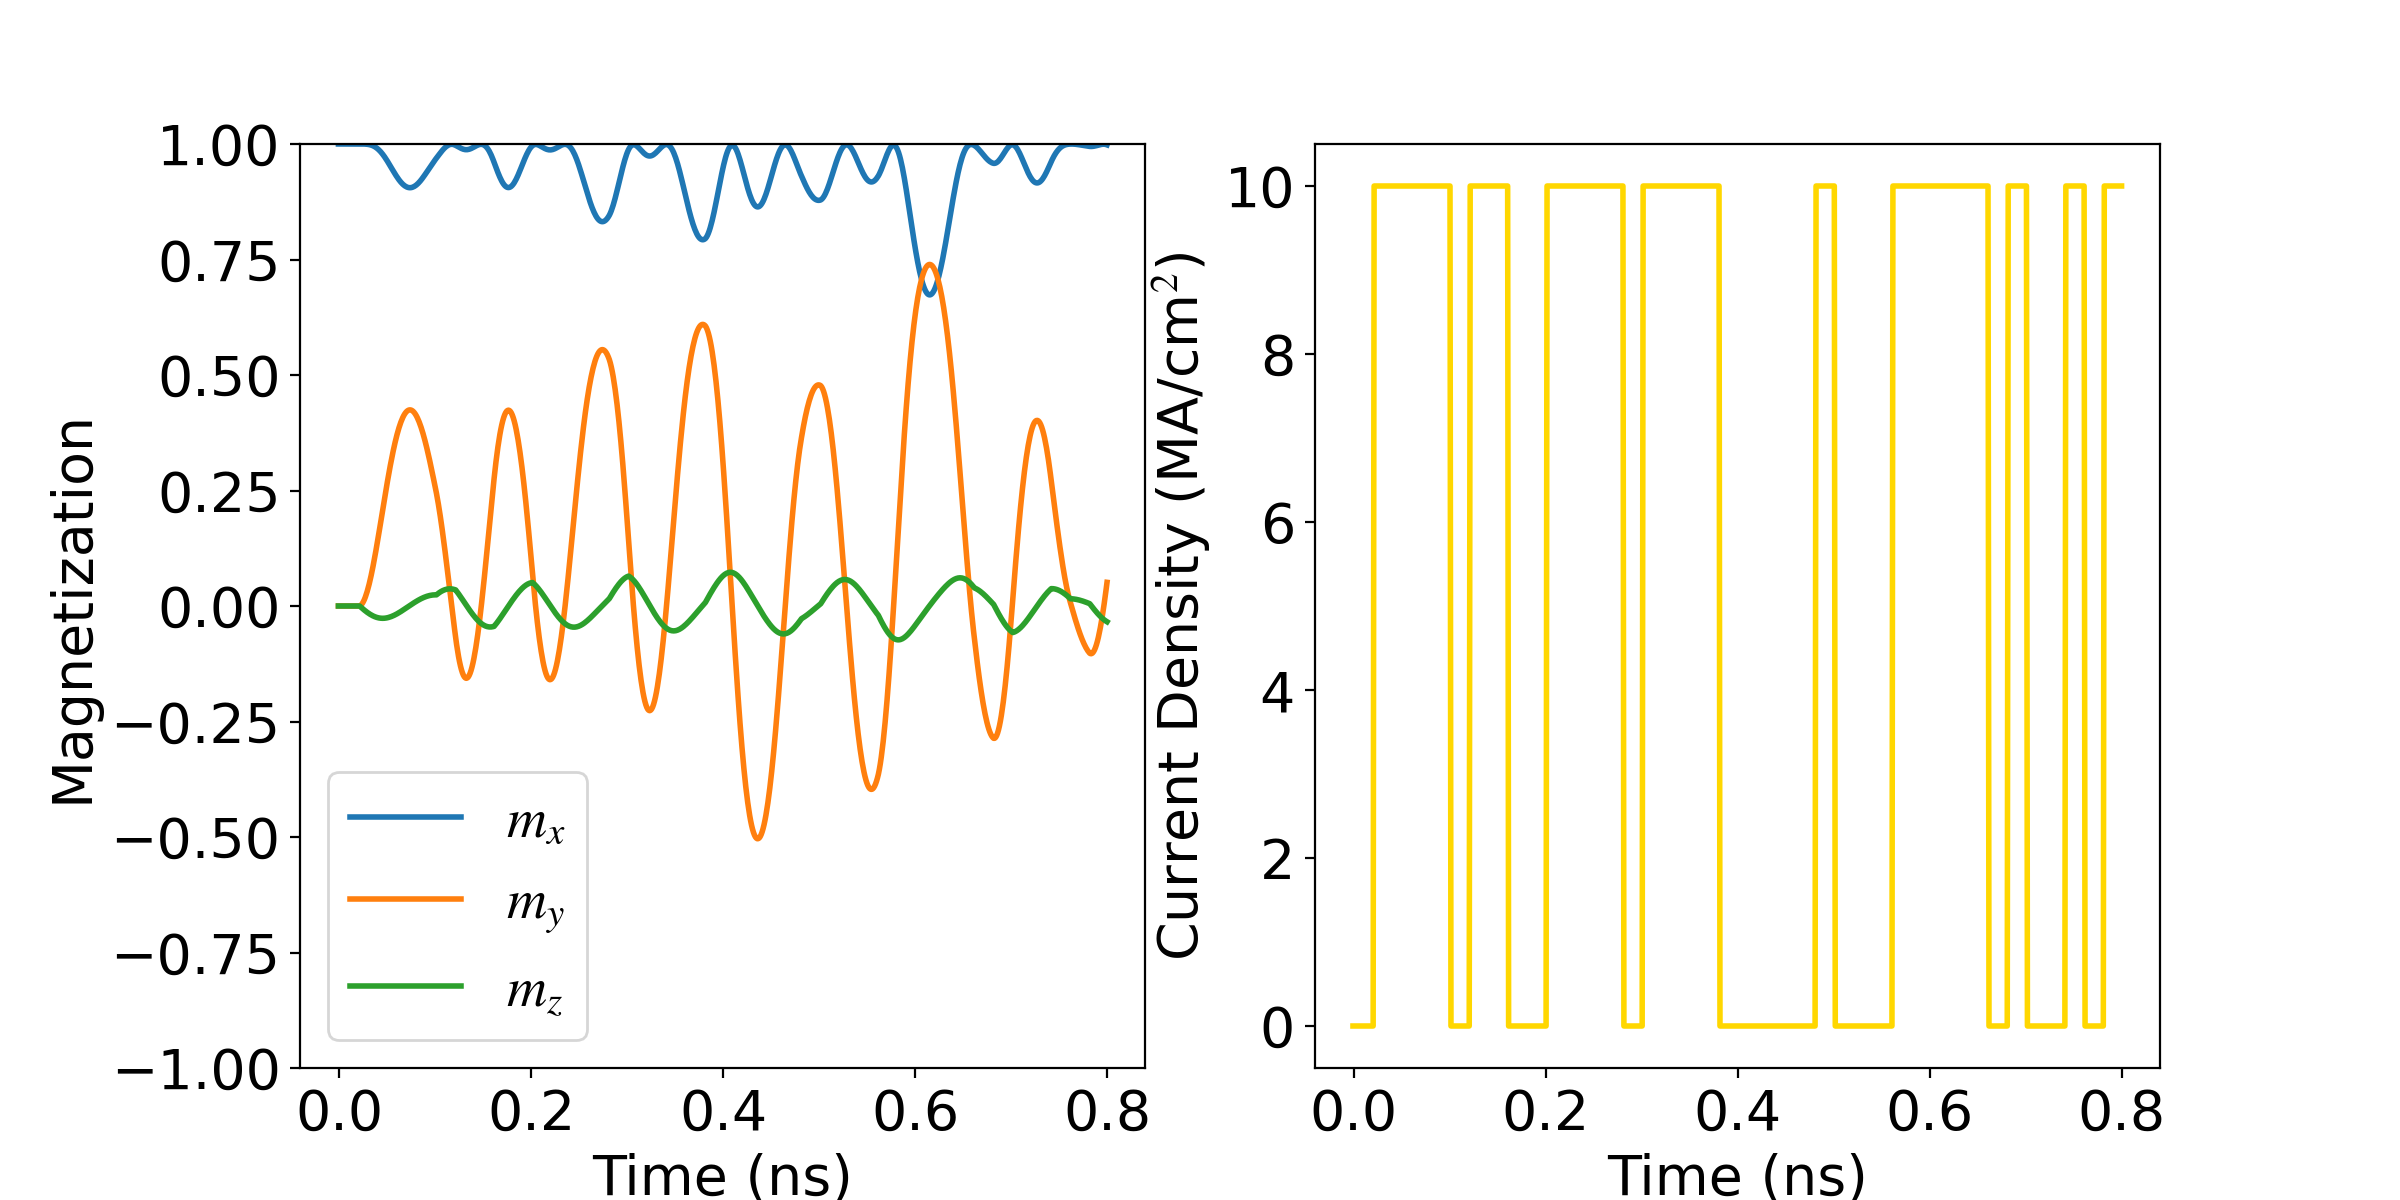 Magnetization
1.00
0.75
0.50
0.25
0.00
−0.25
−0.50
−0.75
−1.00
0.0 0.2 0.4 0.6 0.8
Time (ns)
m_x
m_y
m_z
Current Density (MA/cm²)
10
8
6
4
2
0
0.0 0.2 0.4 0.6 0.8
Time (ns)